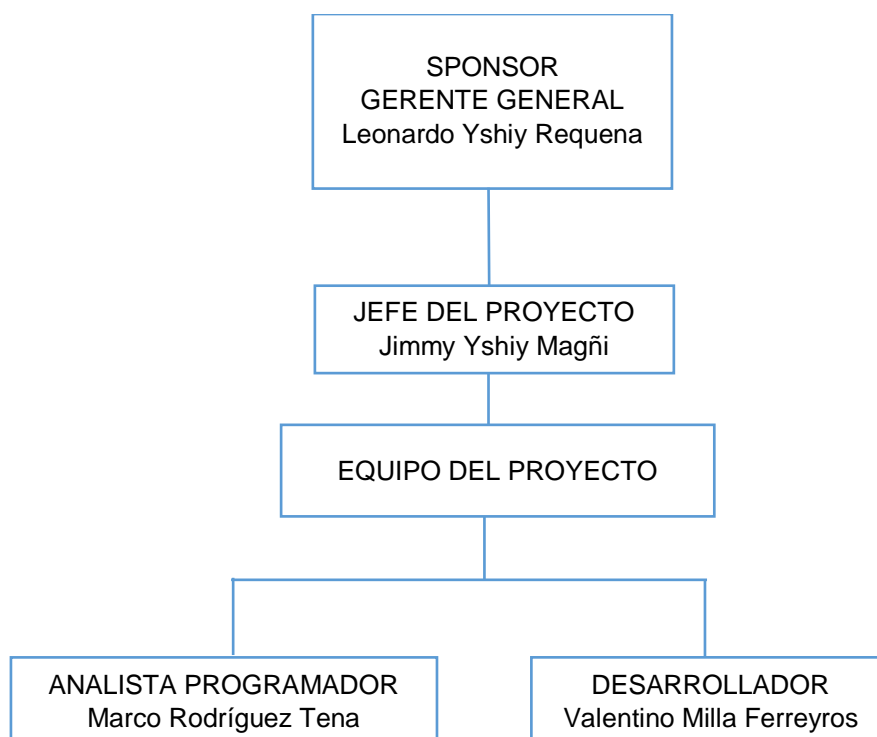 SPONSOR
GERENTE GENERAL
Leonardo Yshiy Requena
JEFE DEL PROYECTO
Jimmy Yshiy Magñi
EQUIPO DEL PROYECTO
ANALISTA PROGRAMADOR
Marco Rodríguez Tena
DESARROLLADOR
Valentino Milla Ferreyros